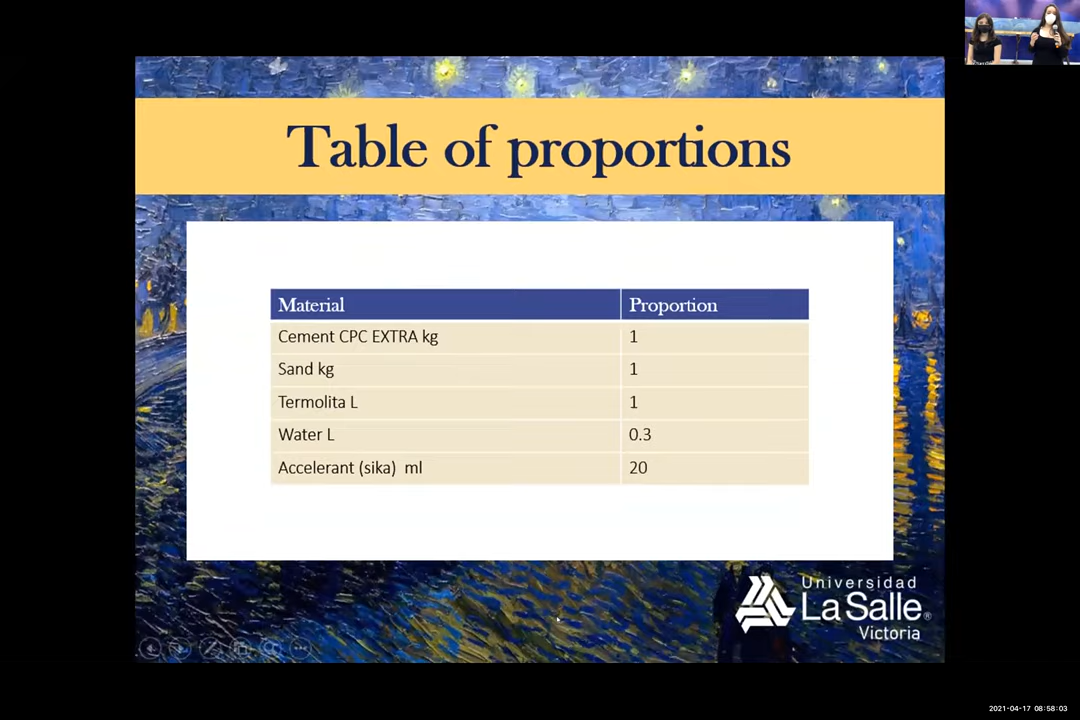 Table of proportions
Material Proportion
Cement CPC EXTRA kg 1
Sand kg 1
Termolita L 1
Water L 0.3
Accelerant (sika) ml 20
Universidad
La Salle®
Victoria
2021-04-17 08:58:03